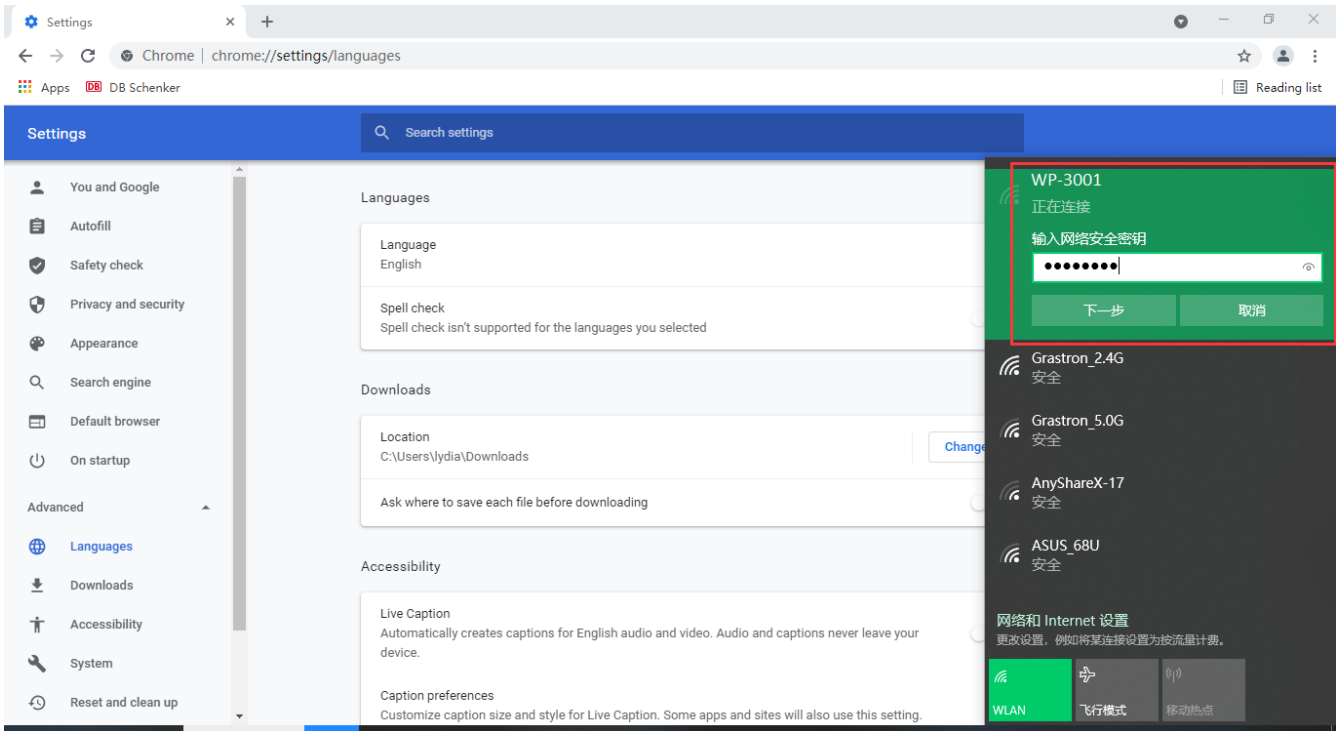 Settings
Chrome | chrome://settings/languages
Apps DB DB Schenker
Reading list
Settings
Search settings
You and Google
Autofill
Safety check
Privacy and security
Appearance
Search engine
Default browser
On startup
Advanced
Languages
Downloads
Accessibility
System
Reset and clean up
Languages
Language
English
Spell check
Spell check isn't supported for the languages you selected
Downloads
Location
C:\Users\lydia\Downloads
Change
Ask where to save each file before downloading
Accessibility
Live Caption
Automatically creates captions for English audio and video. Audio and captions never leave your
device.
Caption preferences
Customize caption size and style for Live Caption. Some apps and sites will also use this setting.
WP-3001
正在连接
输入网络安全密钥
••••••••
下一步 取消
Grastron_2.4G
安全
Grastron_5.0G
安全
AnyShareX-17
安全
ASUS_68U
安全
网络和 Internet 设置
更改设置，例如将某连接设置为按流量计费。
WLAN 飞行模式 移动热点